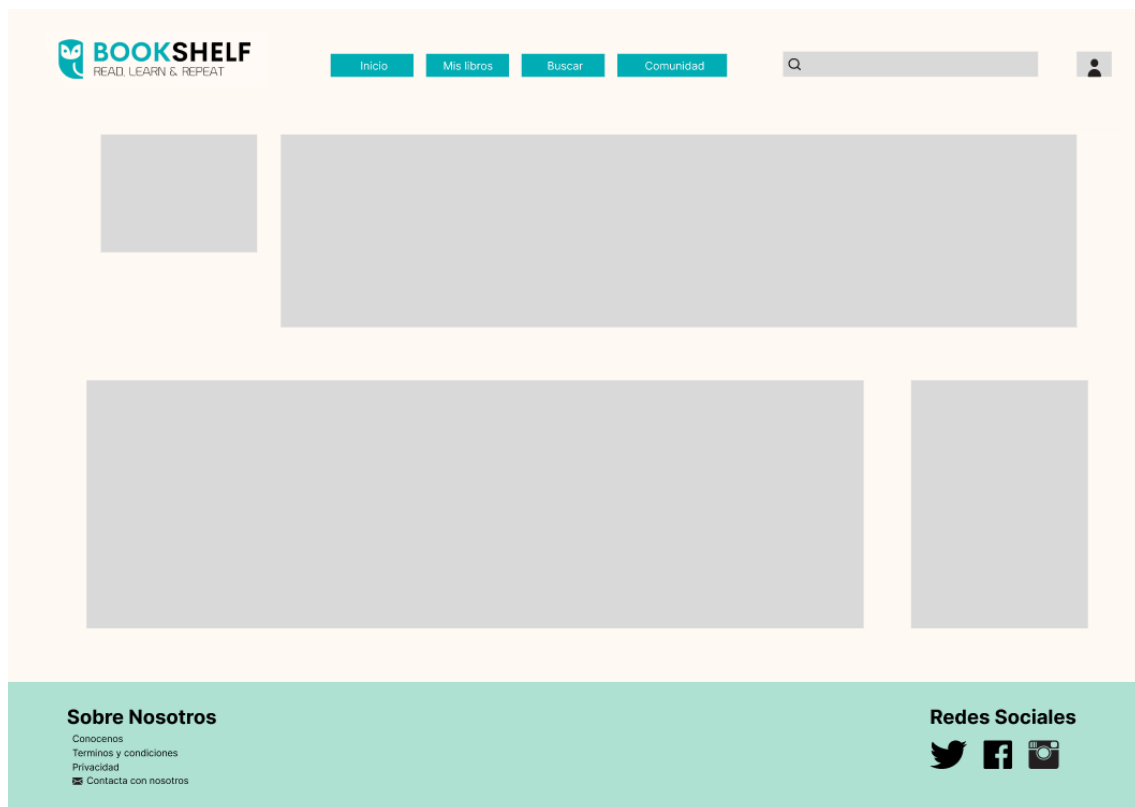 BOOKSHELF
READ, LEARN & REPEAT
Inicio
Mis libros
Buscar
Comunidad
Sobre Nosotros
Conocenos
Terminos y condiciones
Privacidad
Contacta con nosotros
Redes Sociales